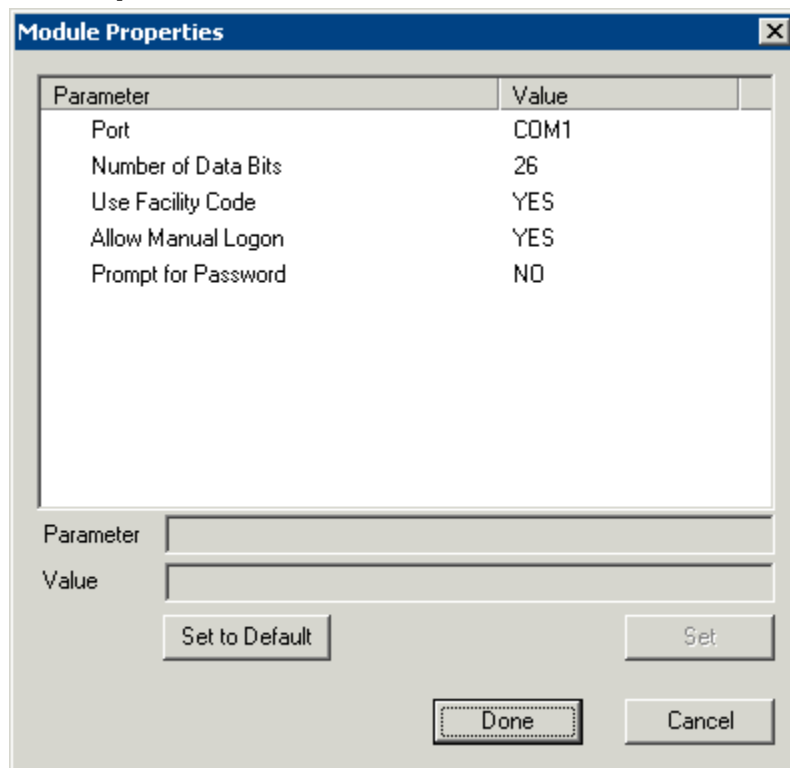 Module Properties
Parameter Value
Port COM1
Number of Data Bits 26
Use Facility Code YES
Allow Manual Logon YES
Prompt for Password NO
Parameter
Value
Set to Default Set
Done Cancel